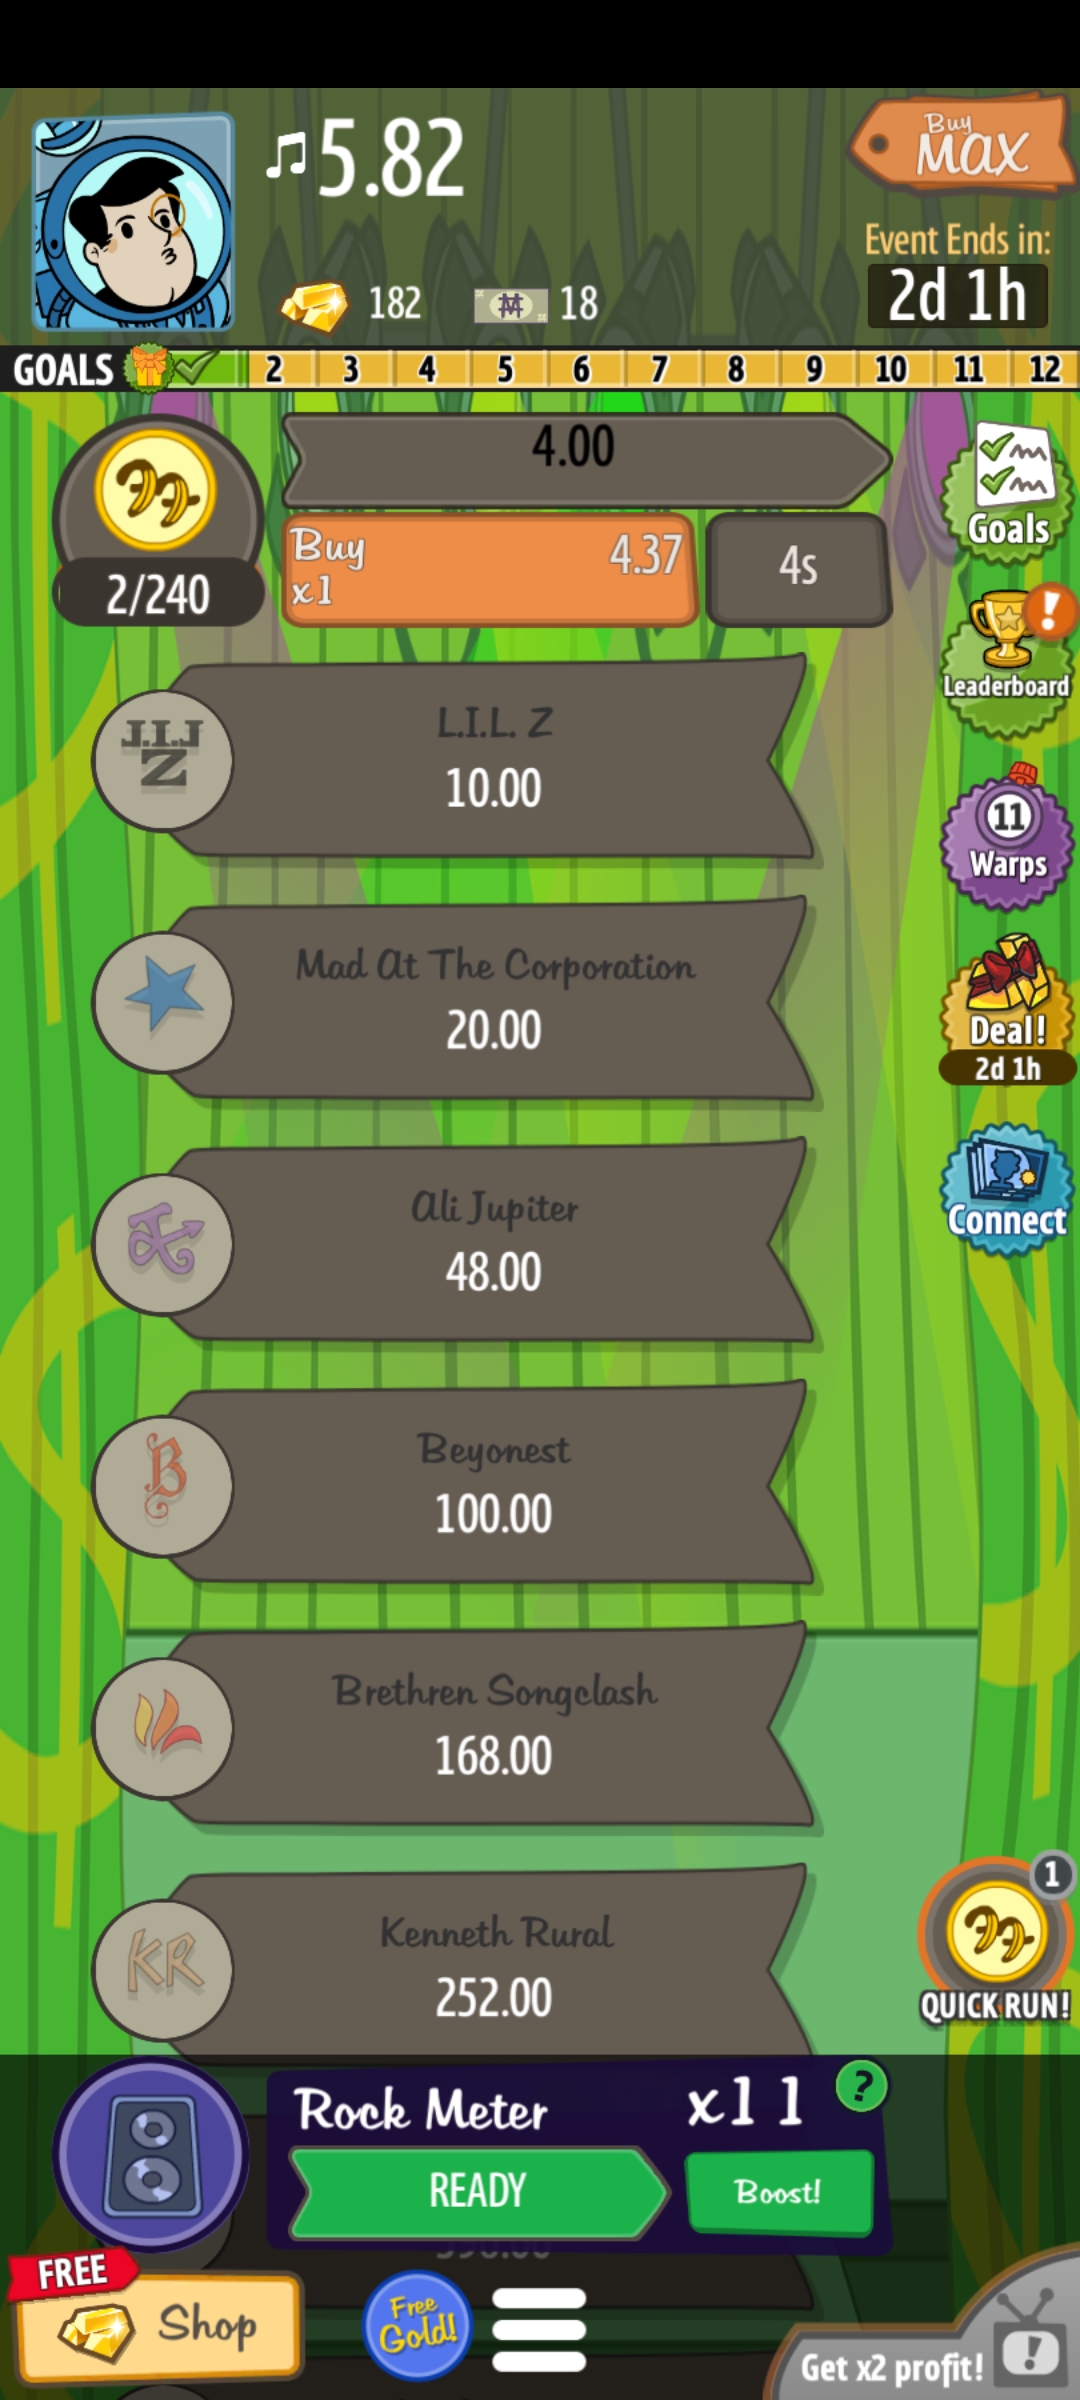 Buy
MAX
5.82
Event Ends in:
2d 1h
182
18
GOALS 2 3 4 5 6 7 8 9 10 11 12
4.00
Buy
x1
4.37
4s
2/240
Goals
!
Leaderboard
L.I.L.
Z
L.I.L. Z
10.00
11
Warps
Mad At The Corporation
20.00
Deal!
2d 1h
Ali Jupiter
48.00
Connect
B
Beyonest
100.00
Brethren Songclash
168.00
KR
Kenneth Rural
252.00
1
QUICK RUN!
Rock Meter
x11
?
READY
Boost!
FREE
Shop
Free
Gold!
Get x2 profit!
!